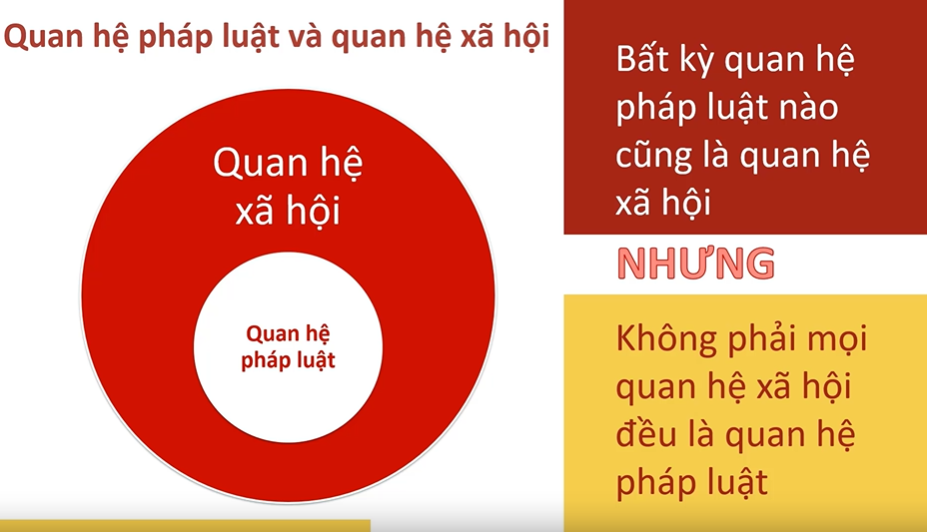 Quan hệ pháp luật và quan hệ xã hội
Quan hệ
xã hội
Quan hệ
pháp luật
Bất kỳ quan hệ
pháp luật nào
cũng là quan hệ
xã hội
NHƯNG
Không phải mọi
quan hệ xã hội
đều là quan hệ
pháp luật